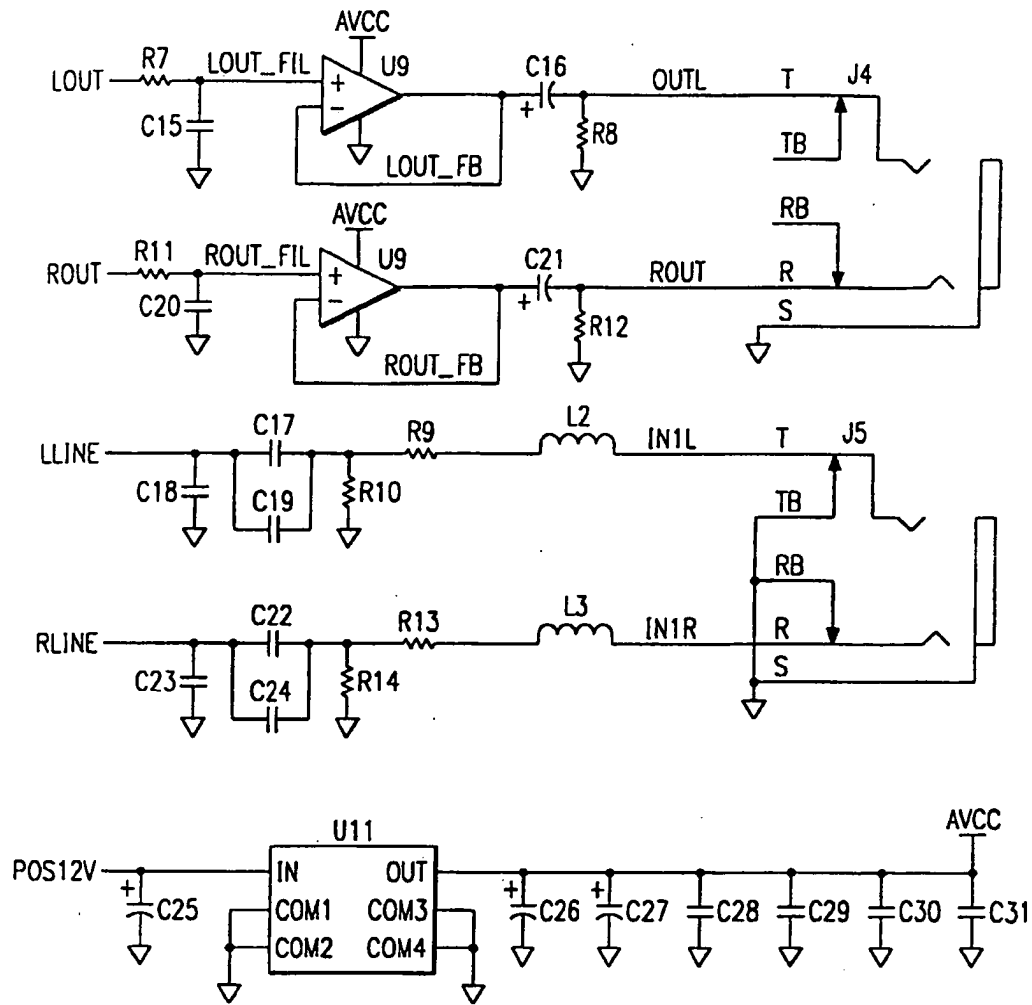 AVCC
R7 LOUT_FIL U9 C16 OUTL T J4
LOUT
+
−
C15 + R8 TB
LOUT_FB
AVCC RB
R11 ROUT_FIL U9 C21 ROUT R
ROUT
+
−
C20 + R12 S
ROUT_FB
C17 R9 L2 IN1L T J5
LLINE
C18 C19 R10 TB
RB
C22 R13 L3 IN1R R
RLINE
C23 C24 R14 S
U11 AVCC
POS12V IN OUT
+ C25 COM1 COM3 + C26 + C27 C28 C29 C30 C31
COM2 COM4